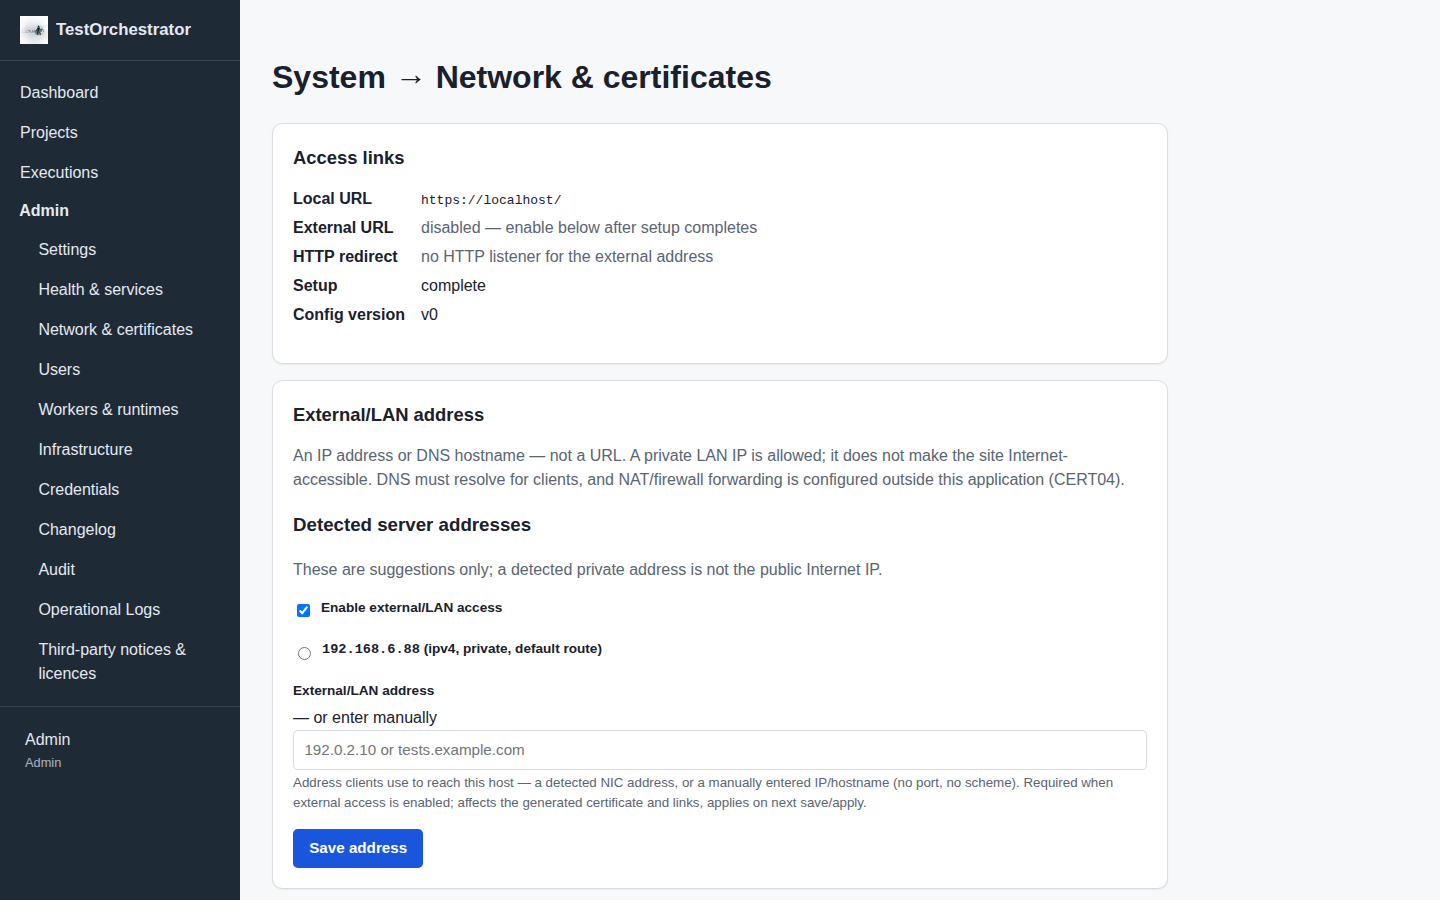 TestOrchestrator
Dashboard
Projects
Executions
Admin
Settings
Health & services
Network & certificates
Users
Workers & runtimes
Infrastructure
Credentials
Changelog
Audit
Operational Logs
Third-party notices &
licences
Admin
Admin
System → Network & certificates
Access links
Local URL https://localhost/
External URL disabled — enable below after setup completes
HTTP redirect no HTTP listener for the external address
Setup complete
Config version v0
External/LAN address
An IP address or DNS hostname — not a URL. A private LAN IP is allowed; it does not make the site Internet-
accessible. DNS must resolve for clients, and NAT/firewall forwarding is configured outside this application (CERT04).
Detected server addresses
These are suggestions only; a detected private address is not the public Internet IP.
Enable external/LAN access
192.168.6.88 (ipv4, private, default route)
External/LAN address
— or enter manually
192.0.2.10 or tests.example.com
Address clients use to reach this host — a detected NIC address, or a manually entered IP/hostname (no port, no scheme). Required when
external access is enabled; affects the generated certificate and links, applies on next save/apply.
Save address